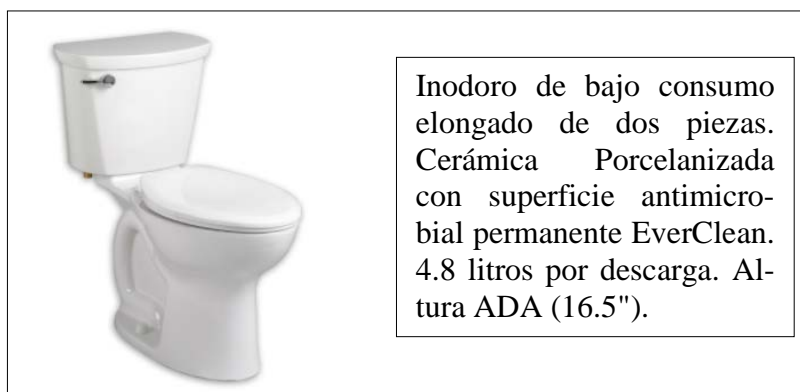 Inodoro de bajo consumo
elongado de dos piezas.
Cerámica Porcelanizada
con superficie antimicro-
bial permanente EverClean.
4.8 litros por descarga. Al-
tura ADA (16.5").